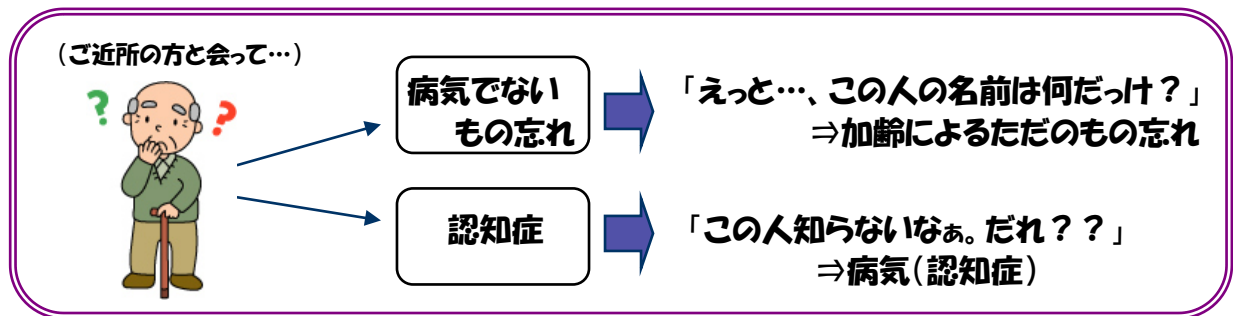 （ご近所の方と会って…）
？
？
病気でない
もの忘れ
「えっと…、この人の名前は何だっけ？」
⇒加齢によるただのもの忘れ
認知症
「この人知らないなぁ。だれ？？」
⇒病気（認知症）